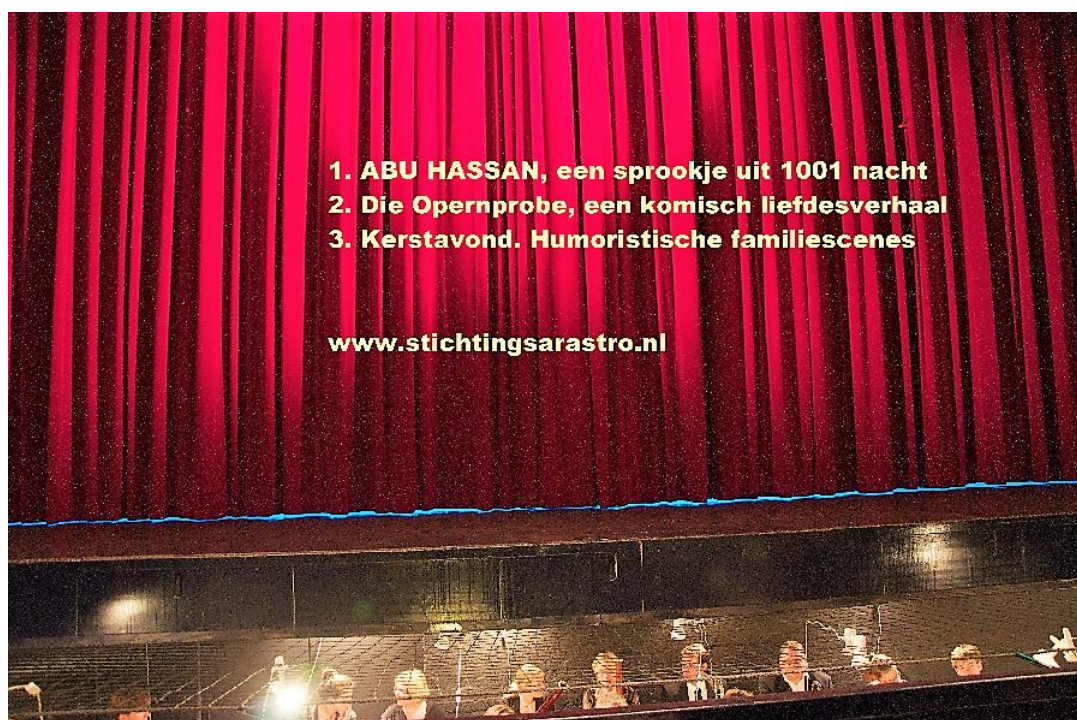 1. ABU HASSAN, een sprookje uit 1001 nacht
2. Die Opernprobe, een komisch liefdesverhaal
3. Kerstavond. Humoristische familiescenes
www.stichtingsarastro.nl